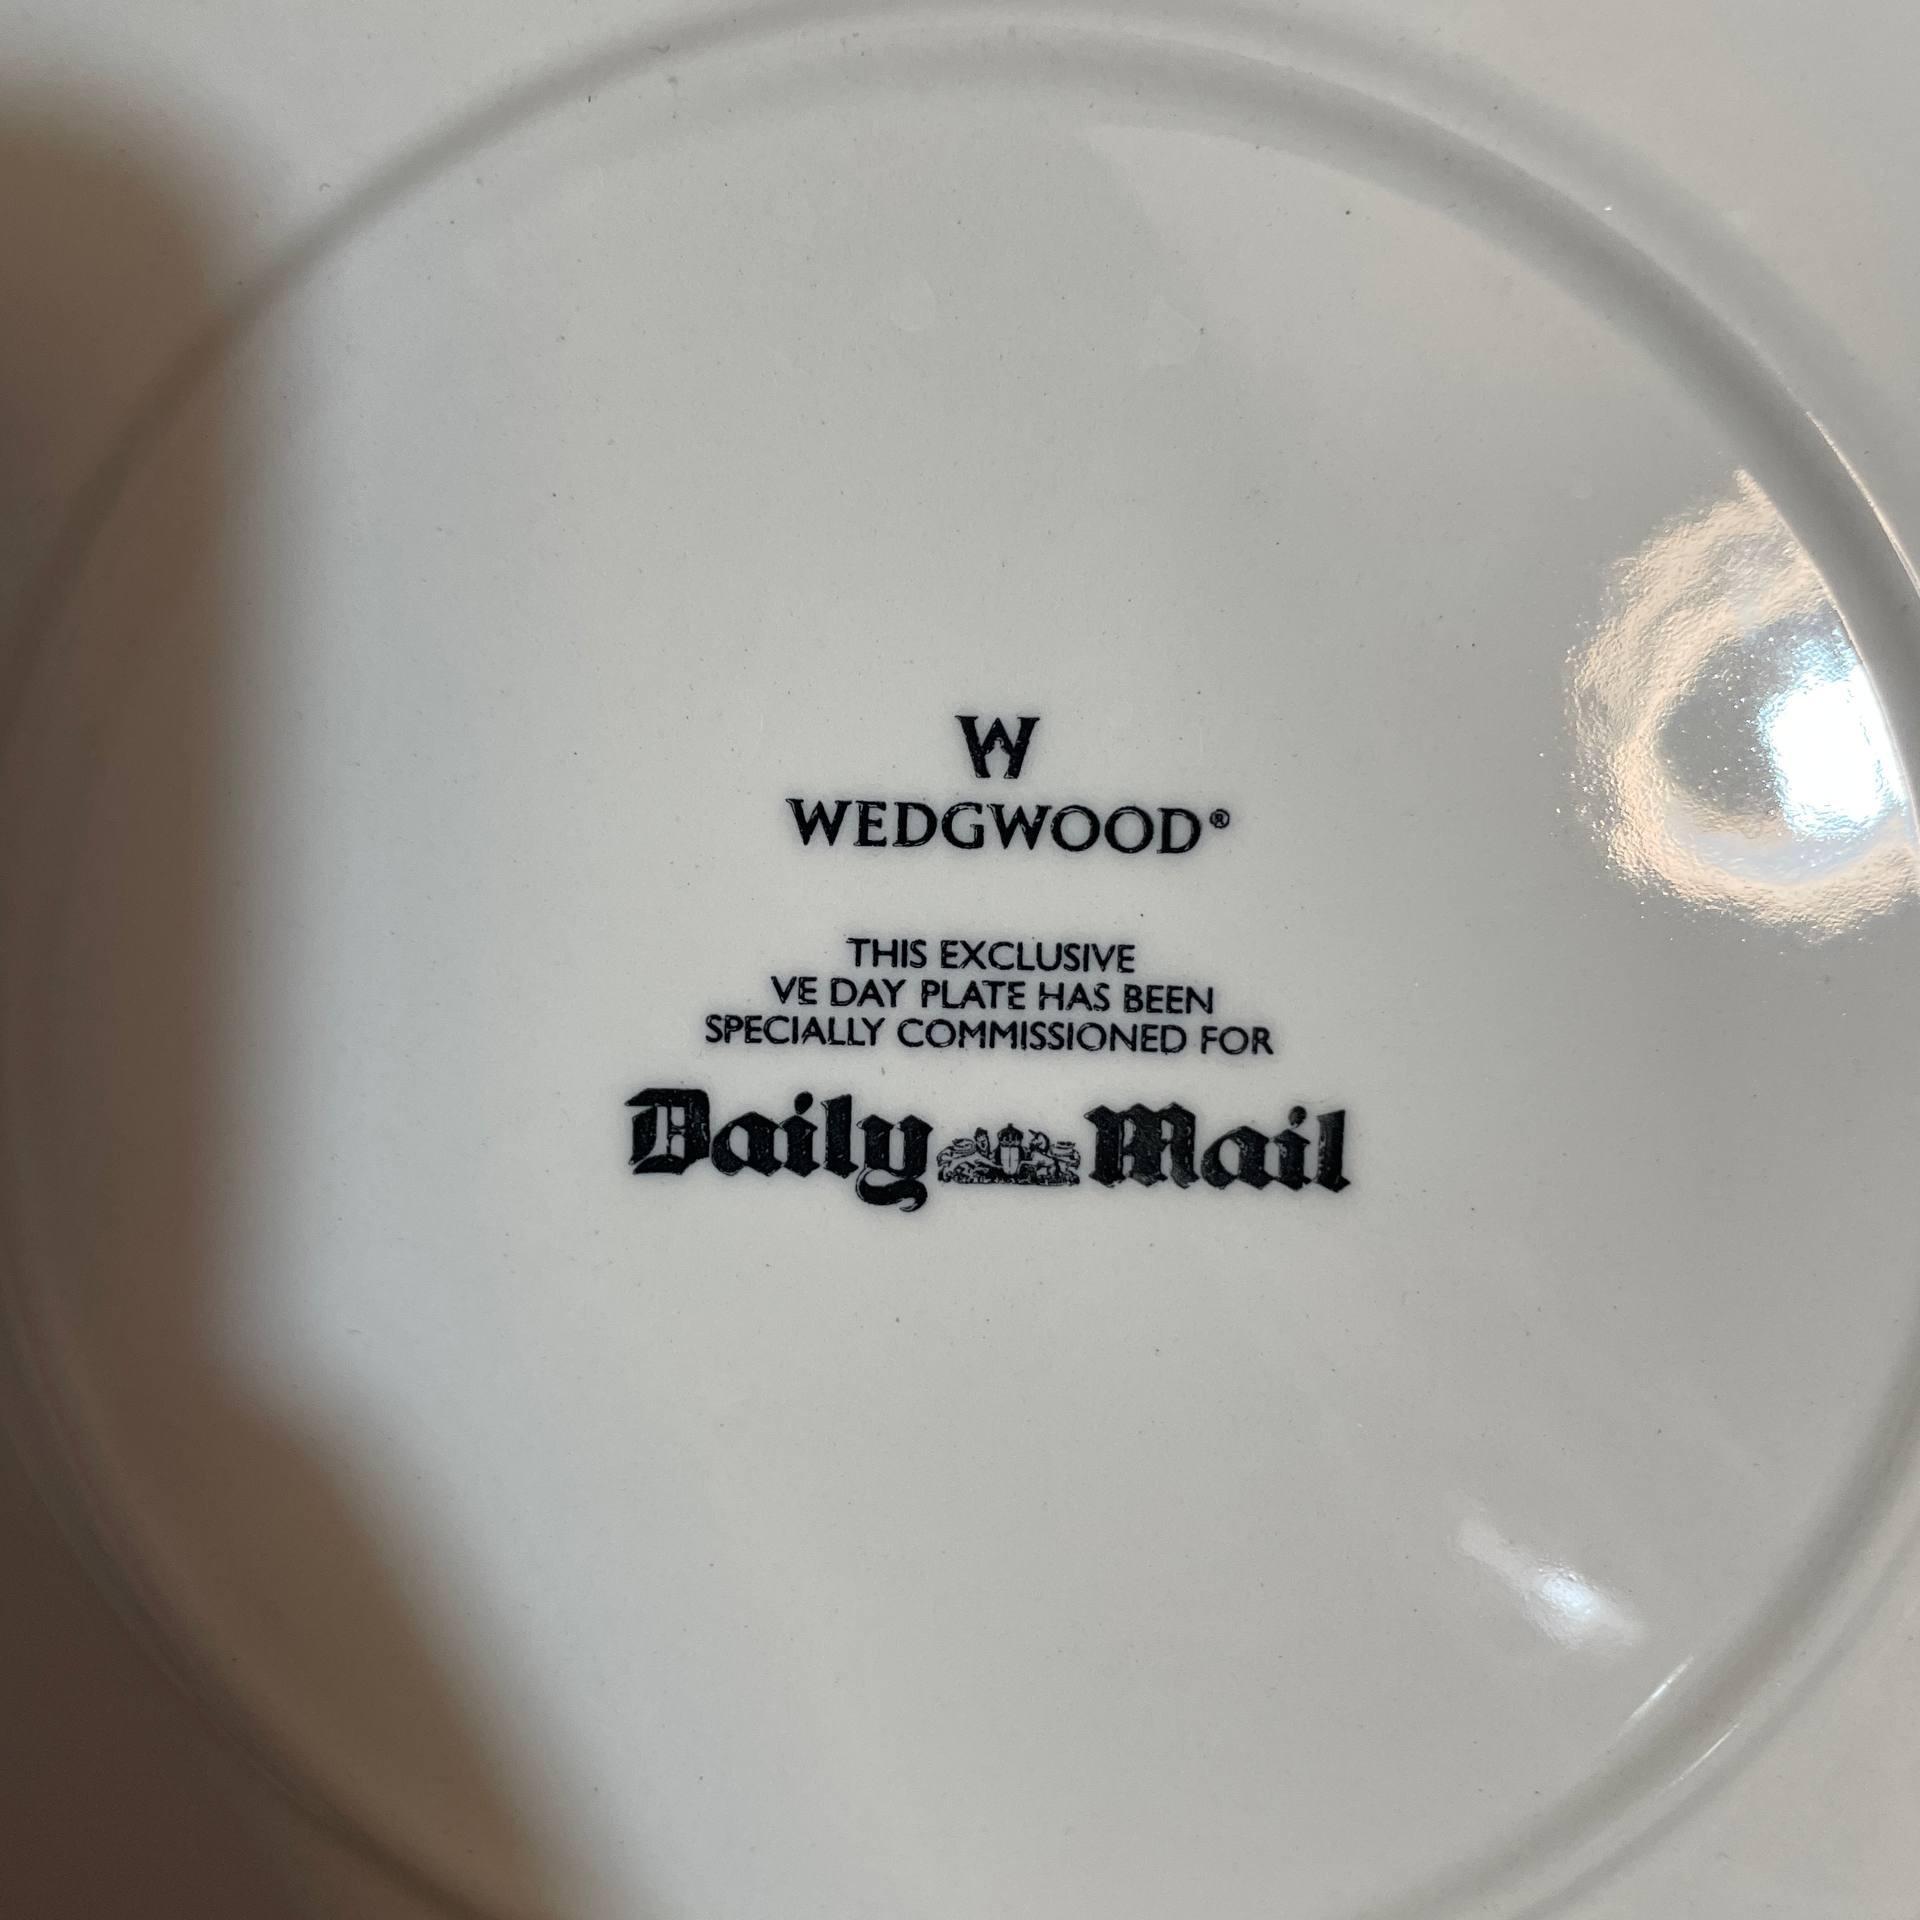 W
WEDGWOOD®
THIS EXCLUSIVE
VE DAY PLATE HAS BEEN
SPECIALLY COMMISSIONED FOR
Daily Mail